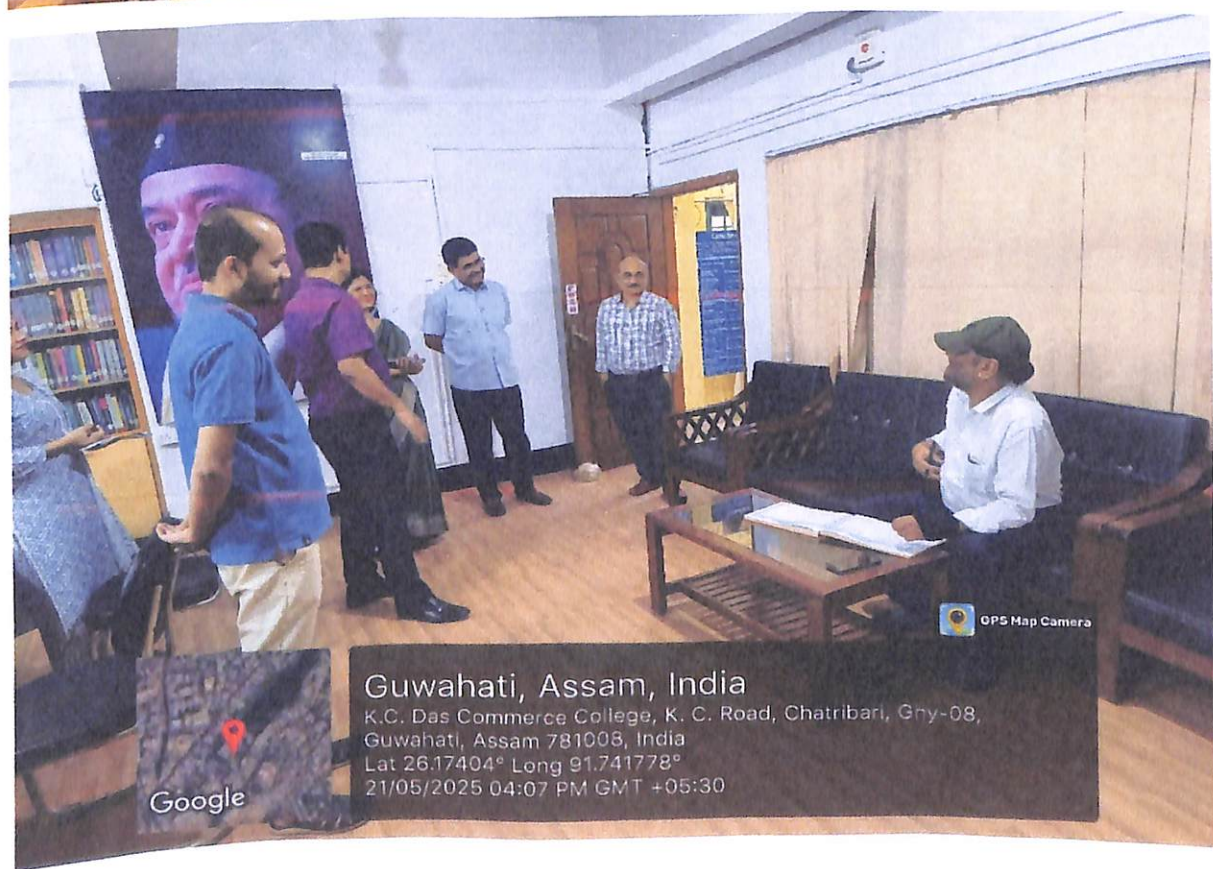 GPS Map Camera
Guwahati, Assam, India
K.C. Das Commerce College, K. C. Road, Chatribari, Ghy-08,
Guwahati, Assam 781008, India
Lat 26.17404° Long 91.741778°
21/05/2025 04:07 PM GMT +05:30
Google